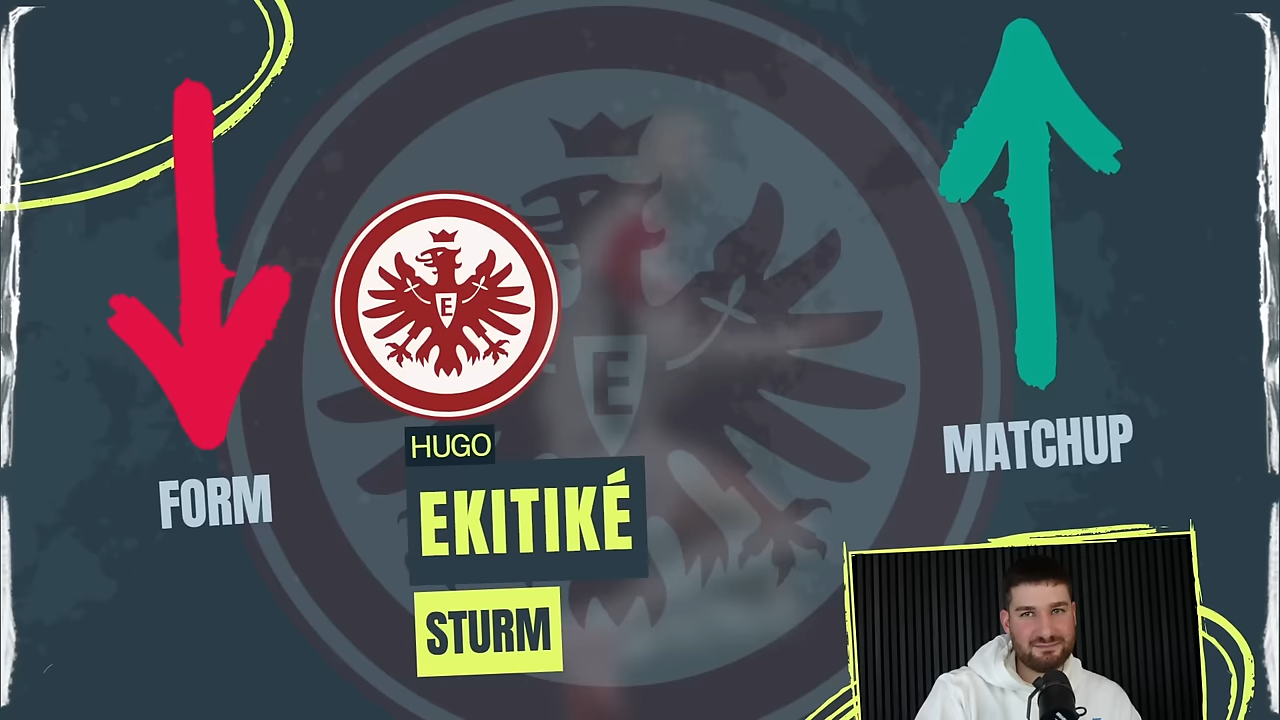 E
E
HUGO
EKITIKÉ
STURM
FORM
MATCHUP